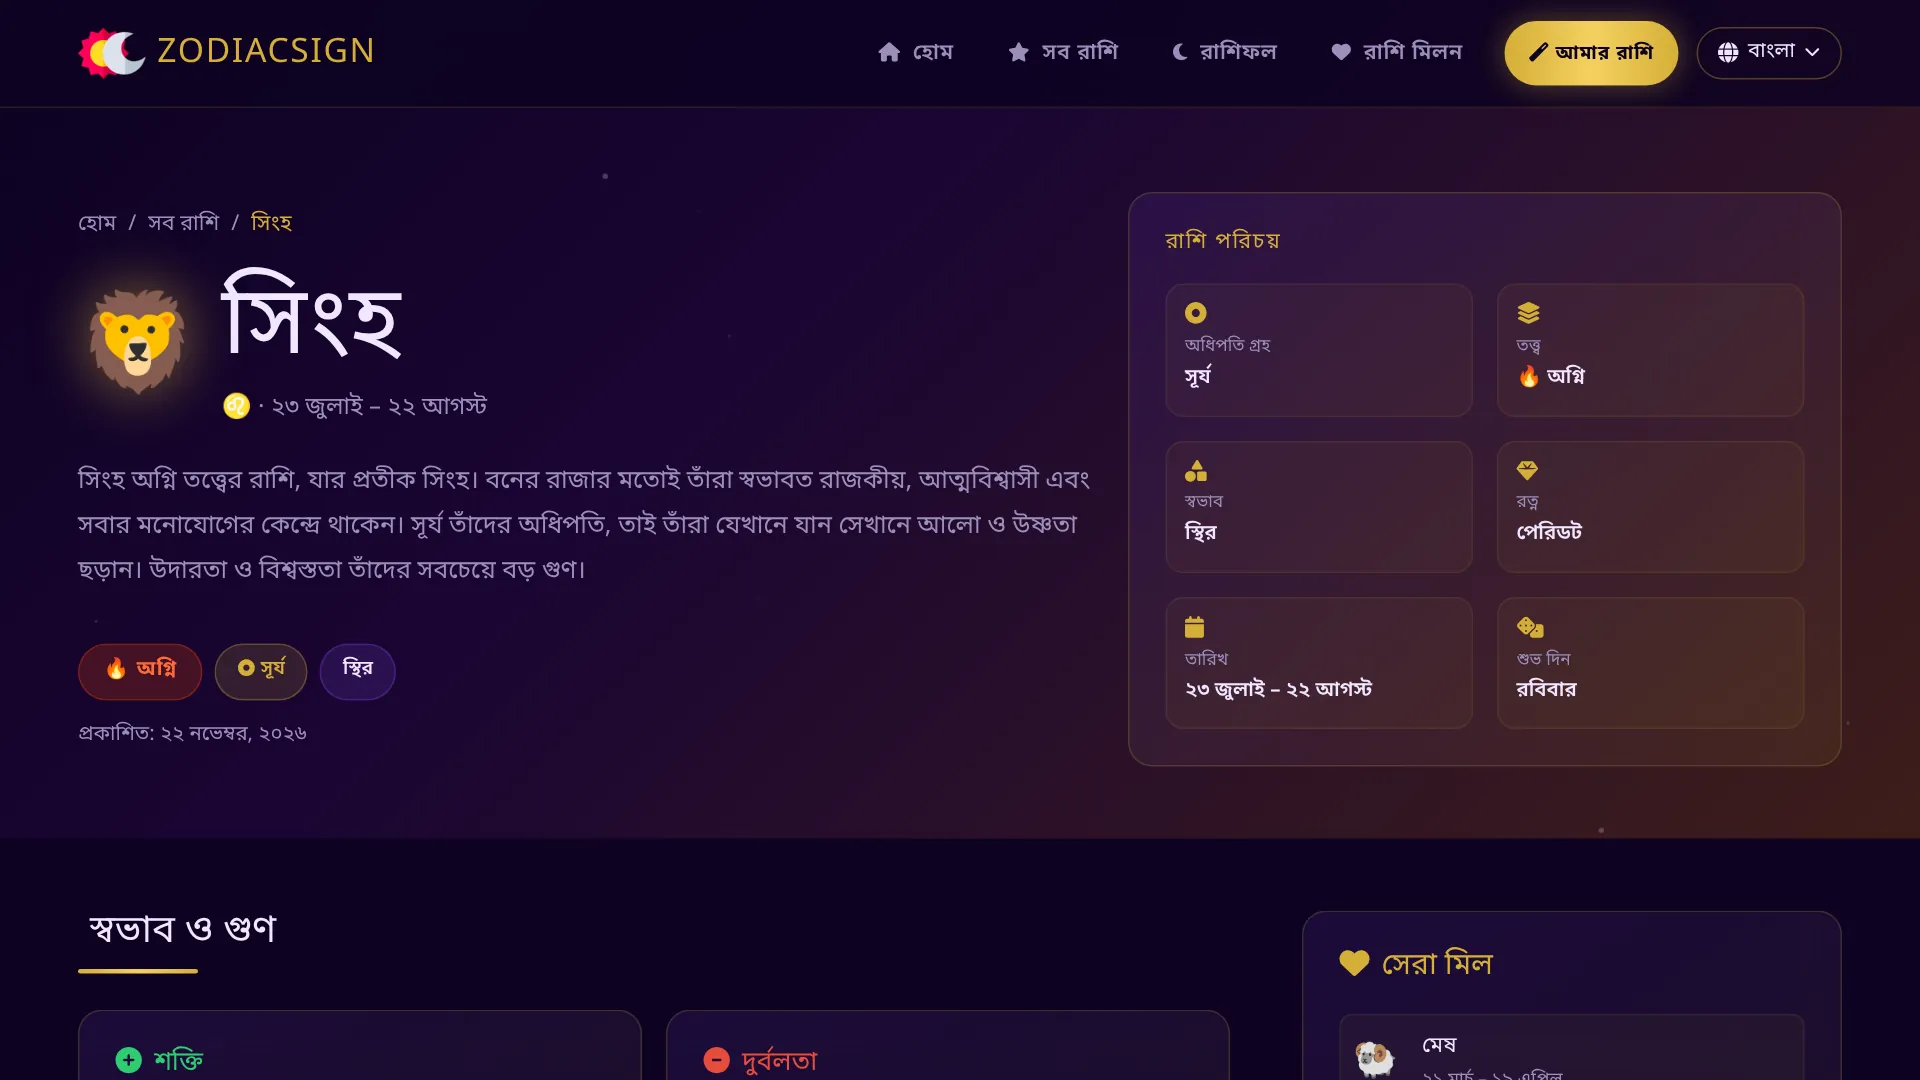 ZODIACSIGN
হোম
সব রাশি
রাশিফল
রাশি মিলন
আমার রাশি
বাংলা
হোম / সব রাশি / সিংহ
সিংহ
♌ · ২৩ জুলাই – ২২ আগস্ট
সিংহ অগ্নি তত্ত্বের রাশি, যার প্রতীক সিংহ। বনের রাজার মতোই তাঁরা স্বভাবত রাজকীয়, আত্মবিশ্বাসী এবং
সবার মনোযোগের কেন্দ্রে থাকেন। সূর্য তাঁদের অধিপতি, তাই তাঁরা যেখানে যান সেখানে আলো ও উষ্ণতা
ছড়ান। উদারতা ও বিশ্বস্ততা তাঁদের সবচেয়ে বড় গুণ।
🔥 অগ্নি
সূর্য
স্থির
প্রকাশিত: ২২ নভেম্বর, ২০২৬
রাশি পরিচয়
অধিপতি গ্রহ
সূর্য
তত্ত্ব
🔥 অগ্নি
স্বভাব
স্থির
রত্ন
পেরিডট
তারিখ
২৩ জুলাই – ২২ আগস্ট
শুভ দিন
রবিবার
স্বভাব ও গুণ
শক্তি
দুর্বলতা
সেরা মিল
মেষ